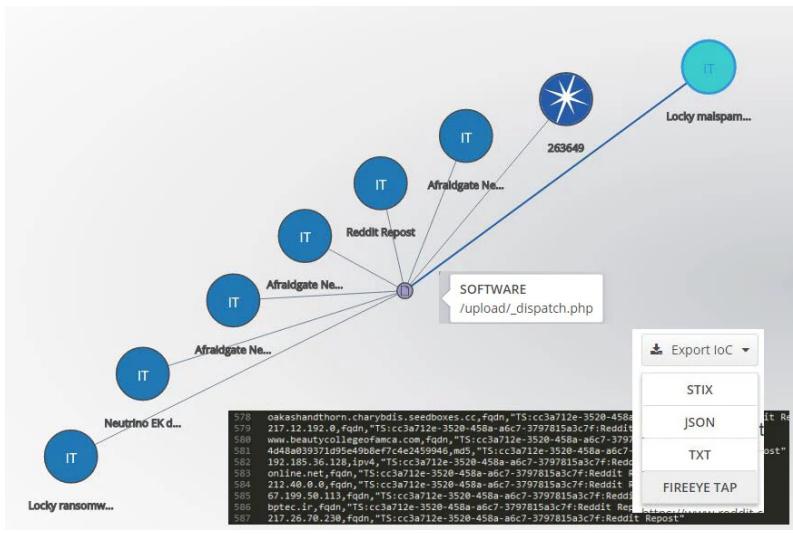 IT
Locky malspam...
263649
IT
Afraidgate Ne...
IT
Reddit Repost
IT
Afraidgate Ne...
IT
Afraidgate Ne...
IT
Neutrino EK d...
IT
Locky ransomw...
SOFTWARE
/upload/_dispatch.php
Export IoC
STIX
JSON
TXT
FIREEYE TAP
578 oakashandthorn.charybdis.seedboxes.cc,fqdn,"TS:cc3a712e-3520-458a
579 217.12.192.0,fqdn,"TS:cc3a712e-3520-458a-a6c7-3797815a3c7f:Reddit
580 www.beautycollegeofamca.com,fqdn,"TS:cc3a712e-3520-458a-a6c7-3797
581 4d48a039371d95e49b8ef7c4e2459946,md5,"TS:cc3a712e-3520-458a-a6c7- ost"
582 192.185.36.128,ipv4,"TS:cc3a712e-3520-458a-a6c7-3797815a3c7f:Redd
583 online.net,fqdn,"TS:cc3a712e-3520-458a-a6c7-3797815a3c7f:Reddit R
584 212.40.0.0,fqdn,"TS:cc3a712e-3520-458a-a6c7-3797815a3c7f:Reddit R
585 67.199.50.113,fqdn,"TS:cc3a712e-3520-458a-a6c7-3797815a3c7f:Reddi
586 bptec.ir,fqdn,"TS:cc3a712e-3520-458a-a6c7-3797815a3c7f:Reddit Rep
587 217.26.70.230,fqdn,"TS:cc3a712e-3520-458a-a6c7-3797815a3c7f:Reddit Repost"